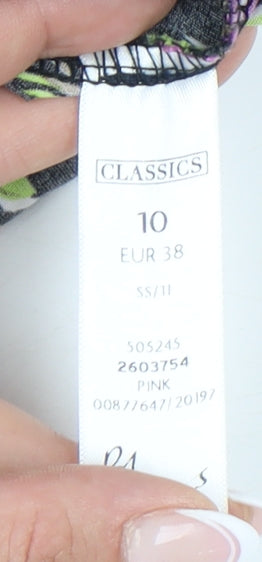 CLASSICS
10
EUR 38
SS/11
505245
2603754
PINK
00877647/20197